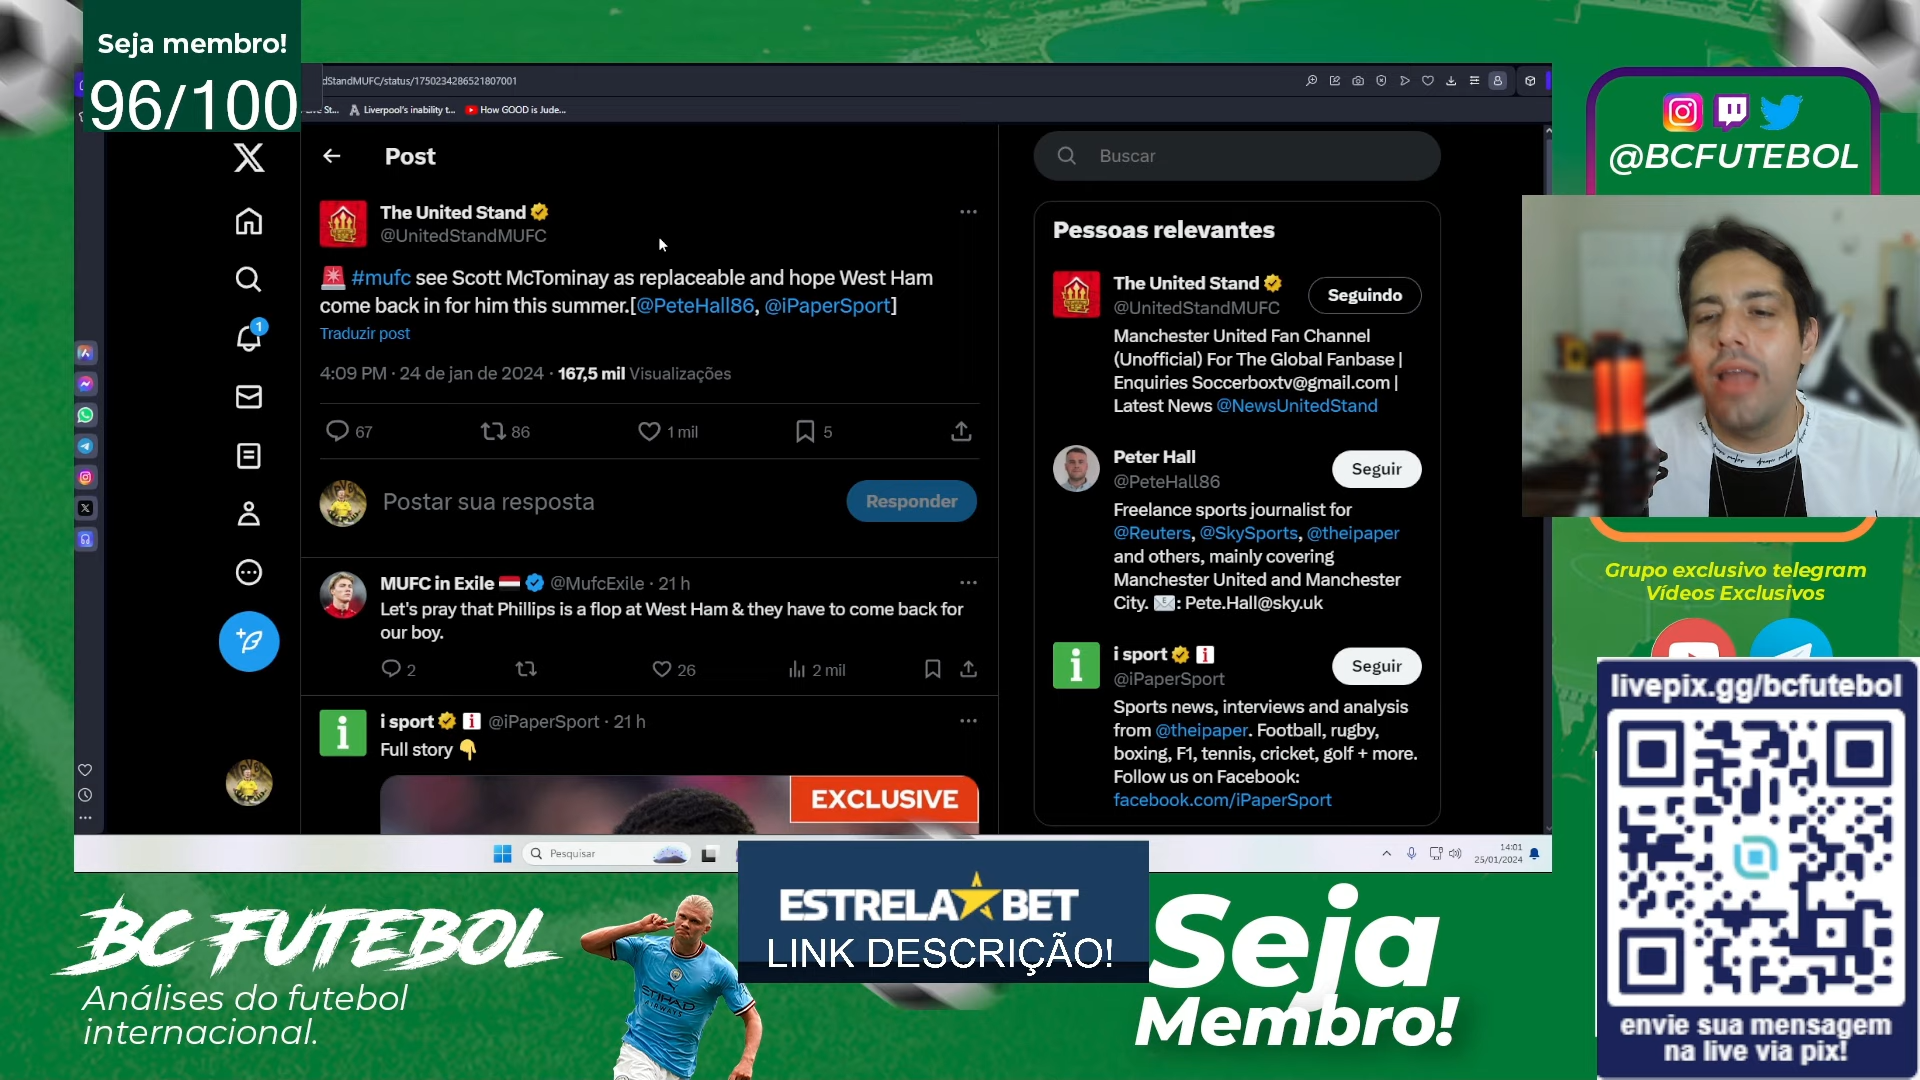 Seja membro!
96/100
dStandMUFC/status/1750234286521807001
Liverpool's inability t...
How GOOD is Jude...
Post
The United Stand
@UnitedStandMUFC
#mufc see Scott McTominay as replaceable and hope West Ham
come back in for him this summer.[@PeteHall86, @iPaperSport]
Traduzir post
4:09 PM · 24 de jan de 2024 · 167,5 mil Visualizações
67
86
1 mil
5
Postar sua resposta
Responder
MUFC in Exile @MufcExile · 21 h
Let's pray that Phillips is a flop at West Ham & they have to come back for
our boy.
2
26
2 mil
i sport @iPaperSport · 21 h
Full story
EXCLUSIVE
1
Buscar
Pessoas relevantes
The United Stand
@UnitedStandMUFC
Seguindo
Manchester United Fan Channel
(Unofficial) For The Global Fanbase |
Enquiries Soccerboxtv@gmail.com |
Latest News @NewsUnitedStand
Peter Hall
@PeteHall86
Seguir
Freelance sports journalist for
@Reuters, @SkySports, @theipaper
and others, mainly covering
Manchester United and Manchester
City. : Pete.Hall@sky.uk
i sport
@iPaperSport
Seguir
Sports news, interviews and analysis
from @theipaper. Football, rugby,
boxing, F1, tennis, cricket, golf + more.
Follow us on Facebook:
facebook.com/iPaperSport
Pesquisar
14:01
25/01/2024
@BCFUTEBOL
Grupo exclusivo telegram
Vídeos Exclusivos
livepix.gg/bcfutebol
envie sua mensagem
na live via pix!
BC FUTEBOL
Análises do futebol
internacional.
ETIHAD
ESTRELA BET
LINK DESCRIÇÃO!
Seja
Membro!